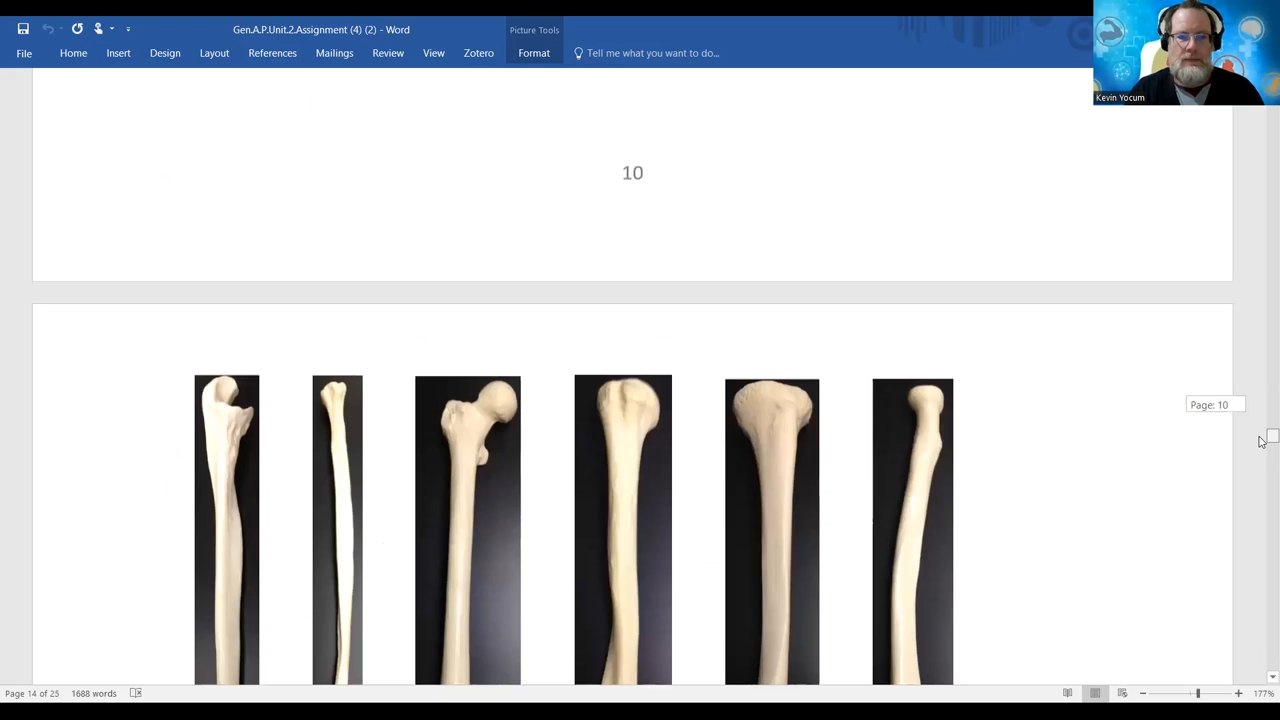 Gen.A.P.Unit.2.Assignment (4) (2) - Word
Picture Tools
File Home Insert Design Layout References Mailings Review View Zotero Format Tell me what you want to do...
Kevin Yocum
10
Page: 10
Page 14 of 25 1688 words 177%